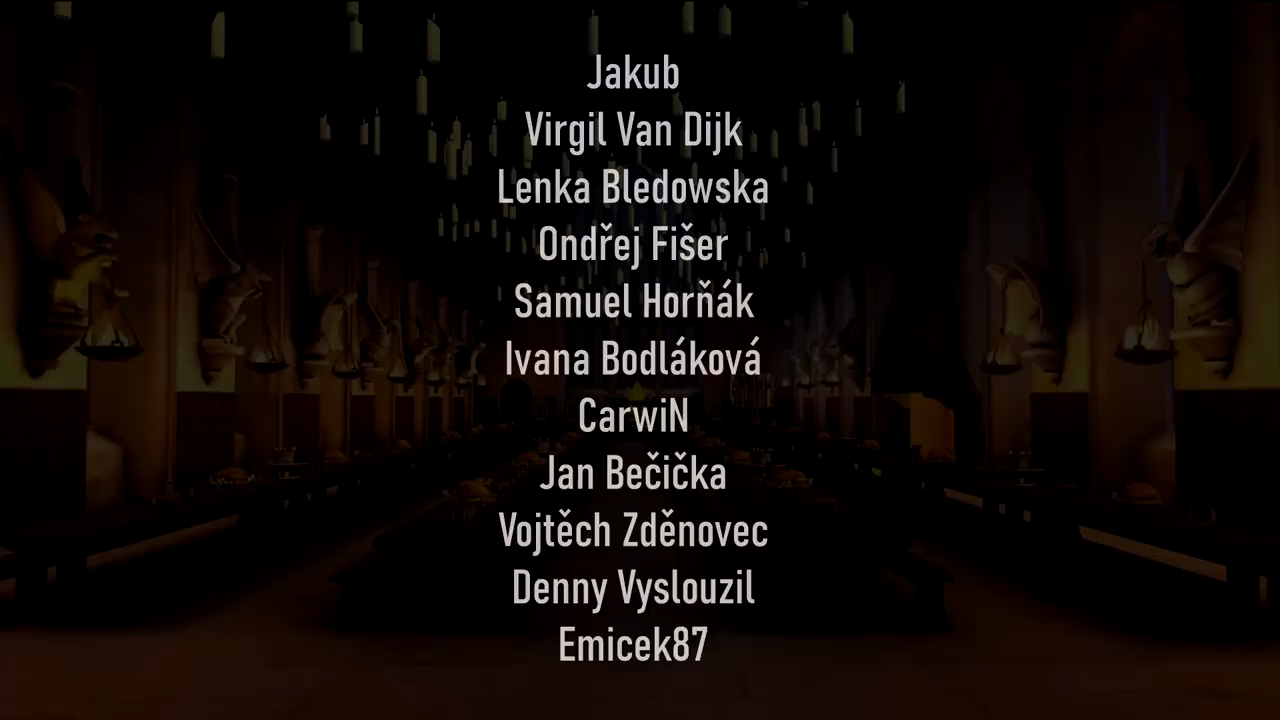 Jakub
Virgil Van Dijk
Lenka Bledowska
Ondřej Fišer
Samuel Horňák
Ivana Bodláková
CarwiN
Jan Bečička
Vojtěch Zděnovec
Denny Vyslouzil
Emicek87